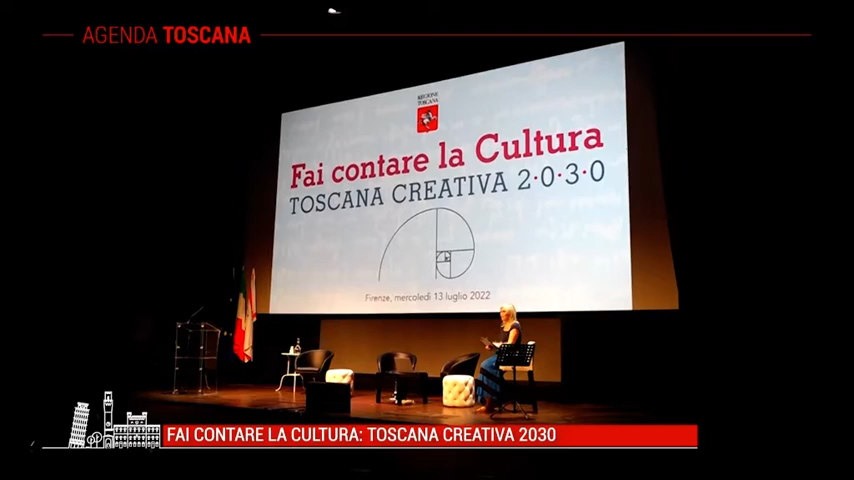 AGENDA TOSCANA
REGIONE
TOSCANA
Fai contare la Cultura
TOSCANA CREATIVA 2·0·3·0
Firenze, mercoledì 13 luglio 2022
FAI CONTARE LA CULTURA: TOSCANA CREATIVA 2030